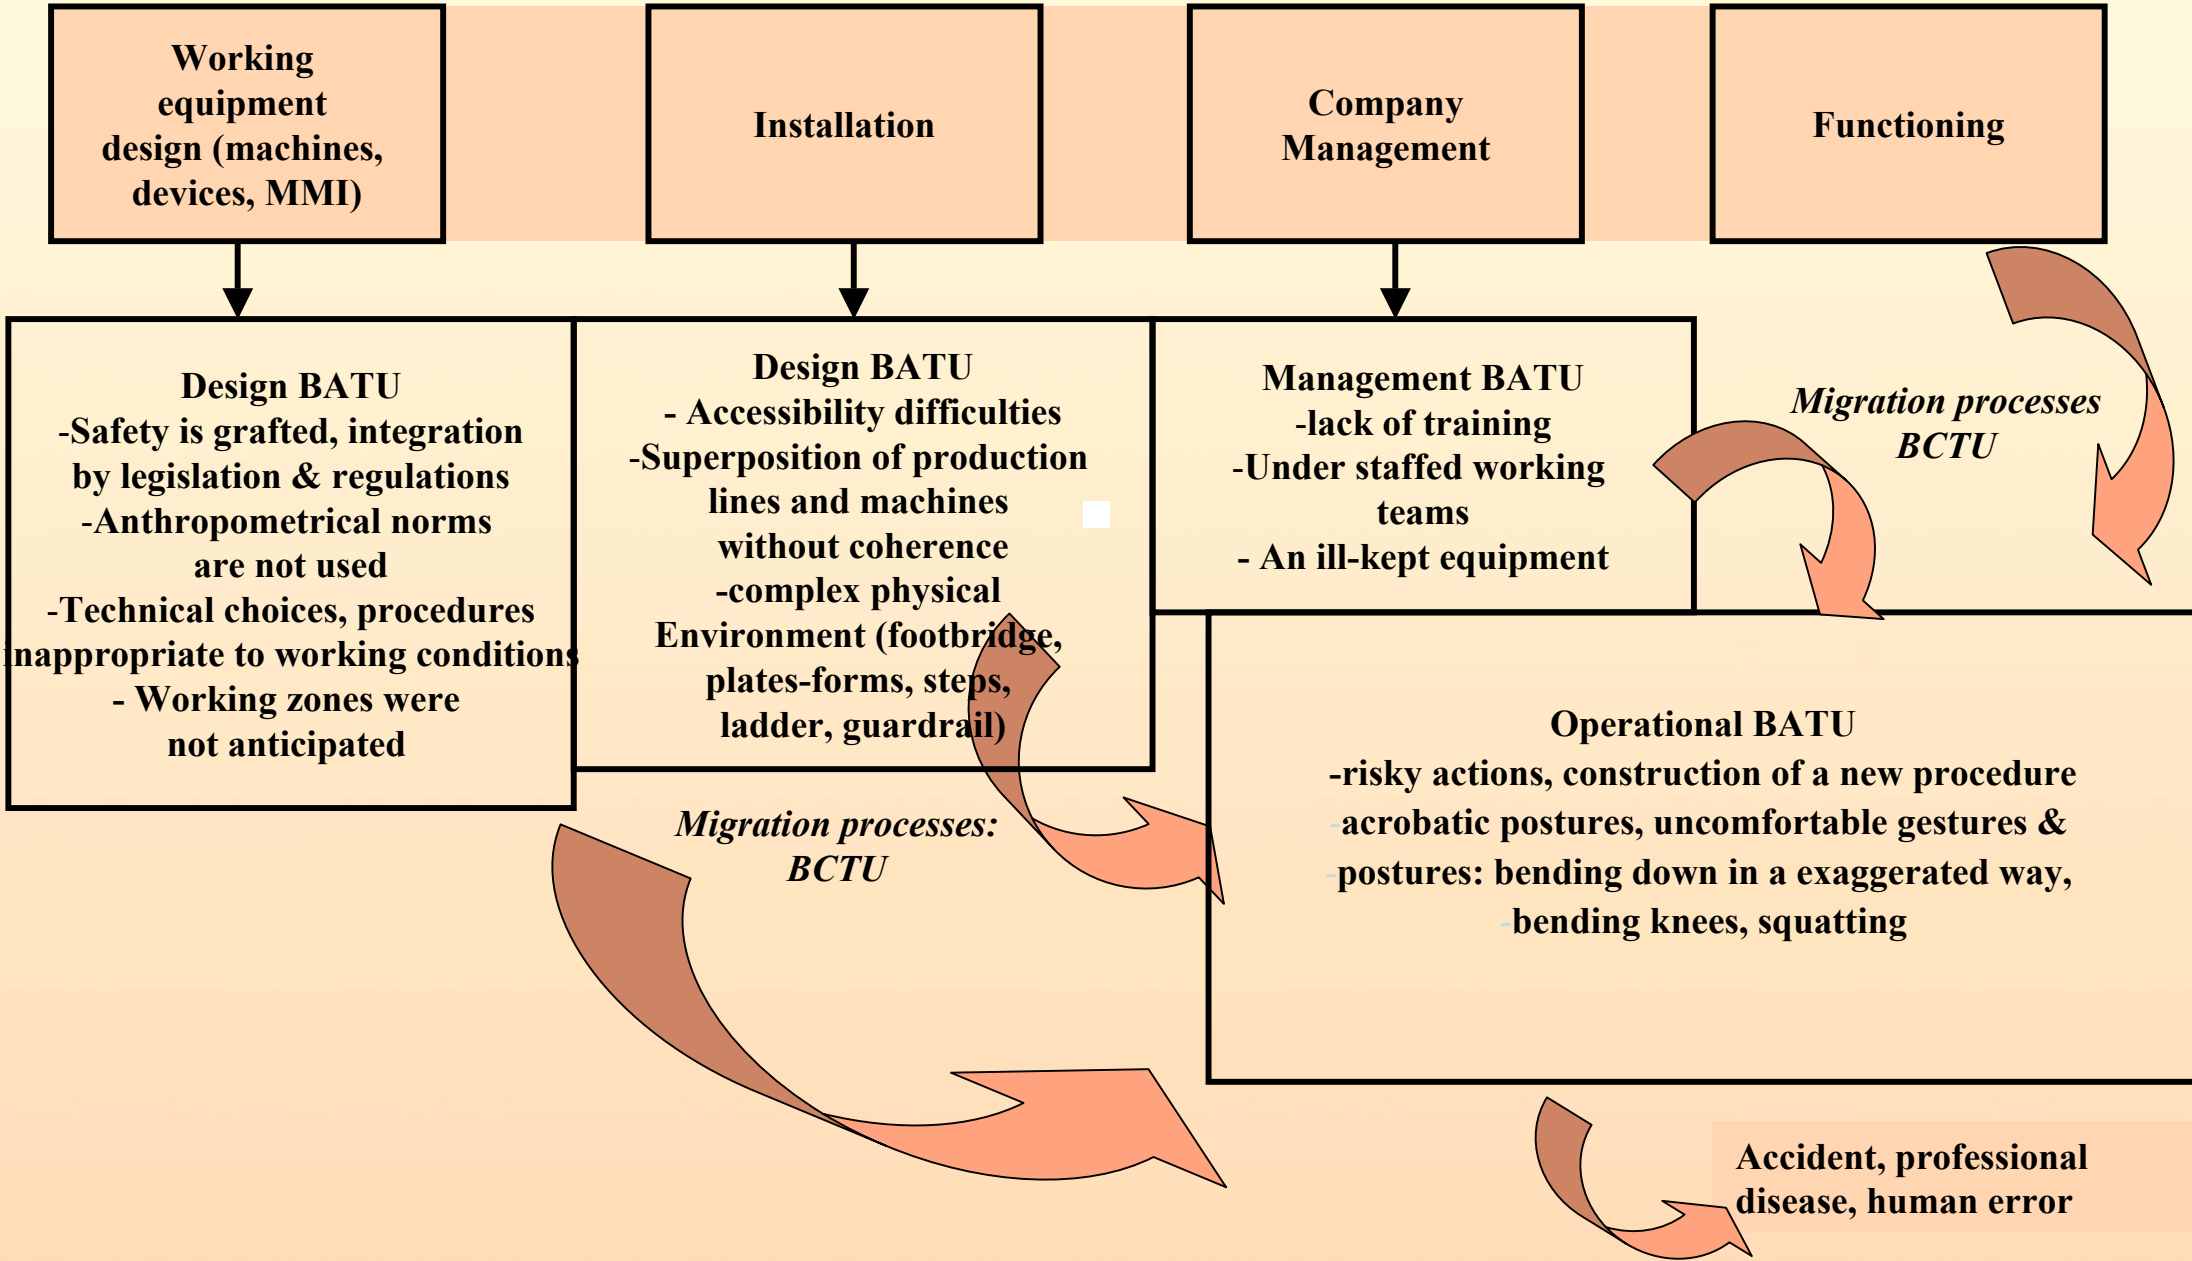 Working
equipment
design (machines,
devices, MMI)
Installation
Company
Management
Functioning
Design BATU
-Safety is grafted, integration
by legislation & regulations
-Anthropometrical norms
are not used
-Technical choices, procedures
inappropriate to working conditions
- Working zones were
not anticipated
Design BATU
- Accessibility difficulties
-Superposition of production
lines and machines
without coherence
-complex physical
Environment (footbridge,
plates-forms, steps,
ladder, guardrail)
Management BATU
-lack of training
-Under staffed working
teams
- An ill-kept equipment
Migration processes
BCTU
Migration processes:
BCTU
Operational BATU
-risky actions, construction of a new procedure
-acrobatic postures, uncomfortable gestures &
-postures: bending down in a exaggerated way,
-bending knees, squatting
Accident, professional
disease, human error